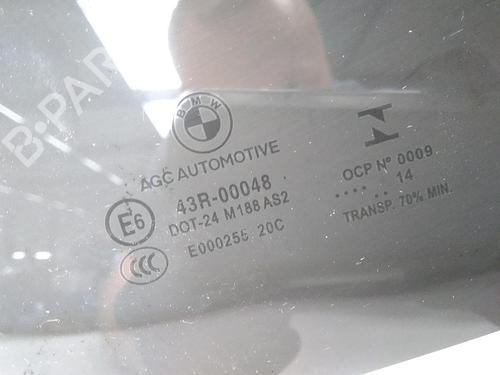 B-PAR
BMW
AGC AUTOMOTIVE
43R-00048
DOT-24 M188 AS2
E000255 20C
E6
CCC
OCP Nº 0009
14
TRANSP. 70% MIN.